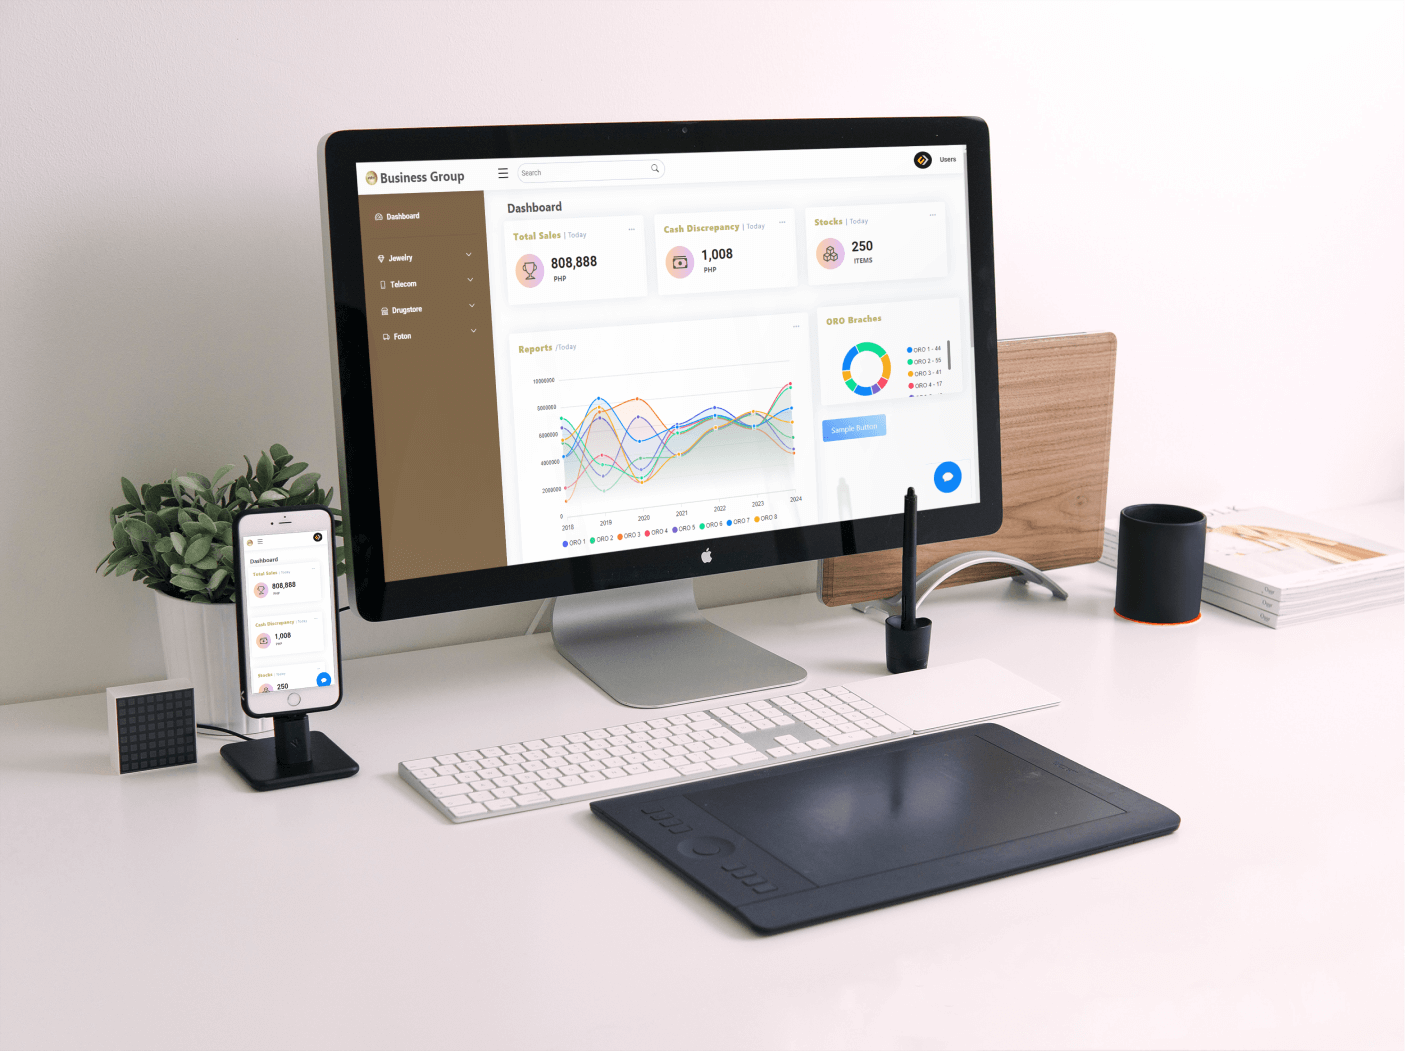 Business Group
Search
Users
Dashboard
Jewelry
Telecom
Drugstore
Foton
Dashboard
Total Sales | Today
808,888
PHP
Cash Discrepancy | Today
1,008
PHP
Stocks | Today
250
ITEMS
Reports /Today
10000000
8000000
6000000
4000000
2000000
0
2018
2019
2020
2021
2022
2023
2024
ORO 1
ORO 2
ORO 3
ORO 4
ORO 5
ORO 6
ORO 7
ORO 8
ORO Braches
ORO 1 - 44
ORO 2 - 55
ORO 3 - 41
ORO 4 - 17
Sample Button
Dashboard
Total Sales | Today
808,888
PHP
Cash Discrepancy | Today
1,008
PHP
Stocks | Today
250